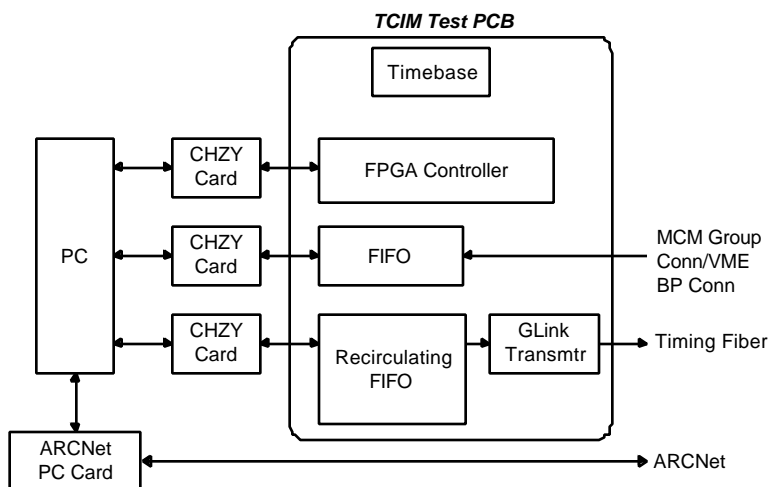 TCIM Test PCB
Timebase
CHZY
Card
FPGA Controller
PC
CHZY
Card
FIFO
MCM Group
Conn/VME
BP Conn
CHZY
Card
Recirculating
FIFO
GLink
Transmtr
Timing Fiber
ARCNet
PC Card
ARCNet